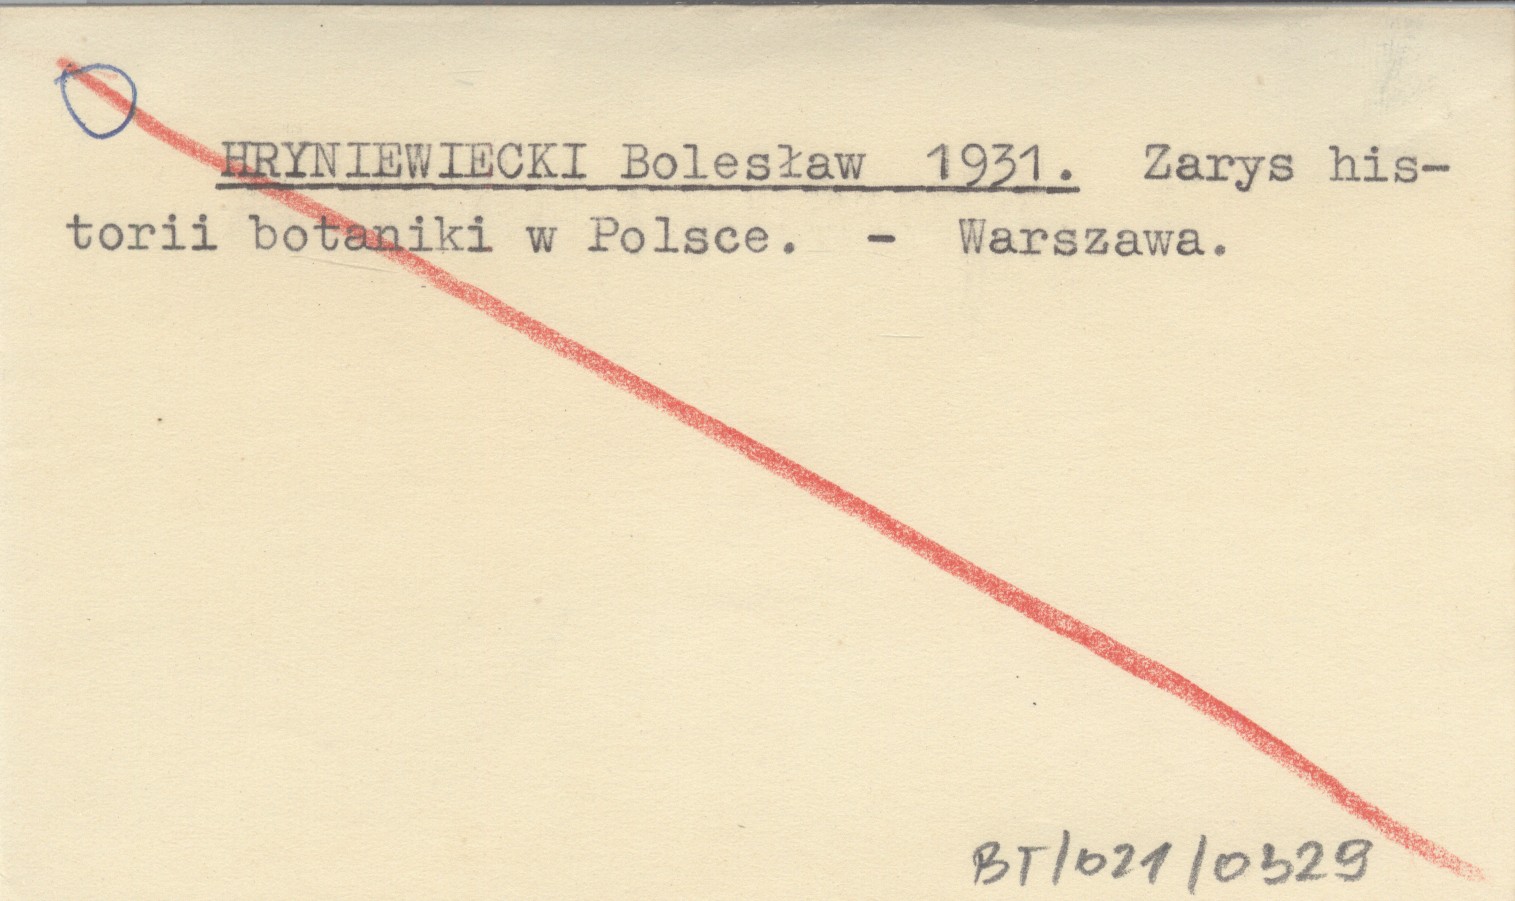 HRYNIEWIECKI Bolesław 1931. Zarys his-
torii botaniki w Polsce. - Warszawa.
BT/021/0329